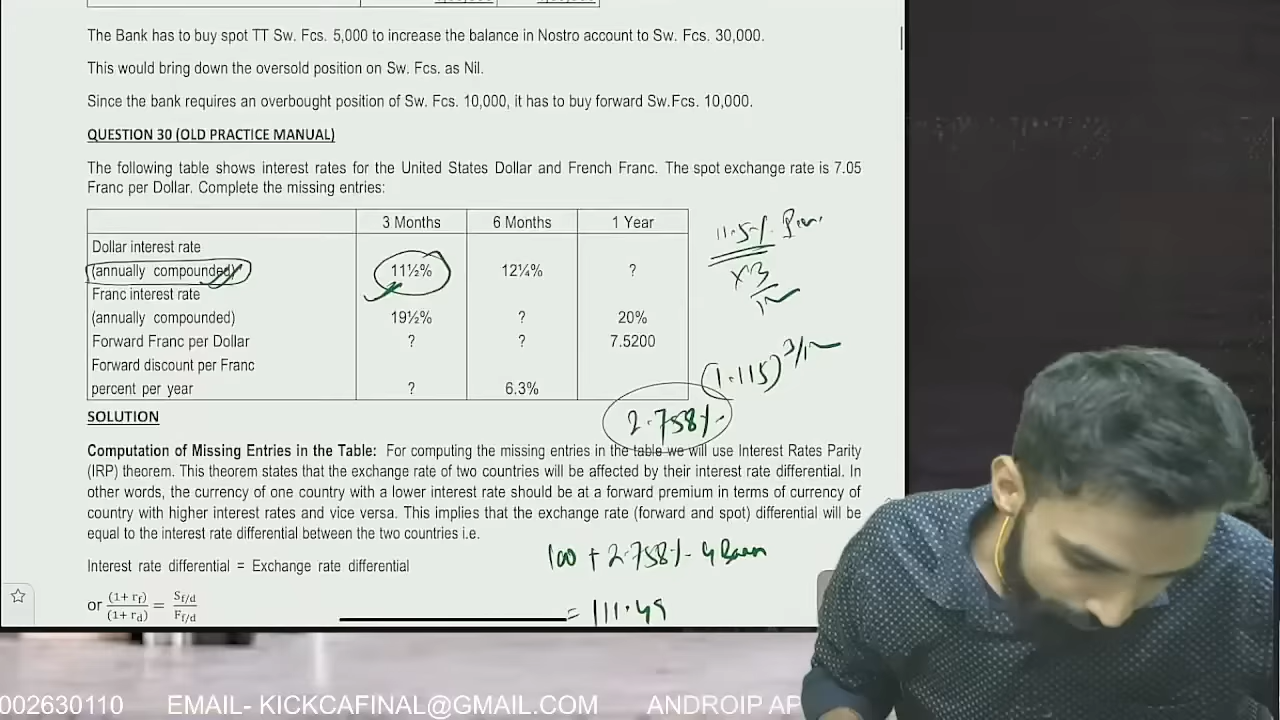 The Bank has to buy spot TT Sw. Fcs. 5,000 to increase the balance in Nostro account to Sw. Fcs. 30,000.
This would bring down the oversold position on Sw. Fcs. as Nil.
Since the bank requires an overbought position of Sw. Fcs. 10,000, it has to buy forward Sw.Fcs. 10,000.
QUESTION 30 (OLD PRACTICE MANUAL)
The following table shows interest rates for the United States Dollar and French Franc. The spot exchange rate is 7.05
Franc per Dollar. Complete the missing entries:
3 Months 6 Months 1 Year
Dollar interest rate
(annually compounded) 11½% 12¼% ?
Franc interest rate
(annually compounded) 19½% ? 20%
Forward Franc per Dollar ? ? 7.5200
Forward discount per Franc
percent per year ? 6.3%
11.5%
×3
12
(1.115)^3/12
2.758%
SOLUTION
Computation of Missing Entries in the Table: For computing the missing entries in the table we will use Interest Rates Parity
(IRP) theorem. This theorem states that the exchange rate of two countries will be affected by their interest rate differential. In
other words, the currency of one country with a lower interest rate should be at a forward premium in terms of currency of
country with higher interest rates and vice versa. This implies that the exchange rate (forward and spot) differential will be
equal to the interest rate differential between the two countries i.e.
100 + 2.758% 4
Interest rate differential = Exchange rate differential
= 111.49
or (1+ rf)/(1+ rd) = Sf/d/Ff/d
002630110 EMAIL- KICKCAFINAL@GMAIL.COM ANDROIP AP